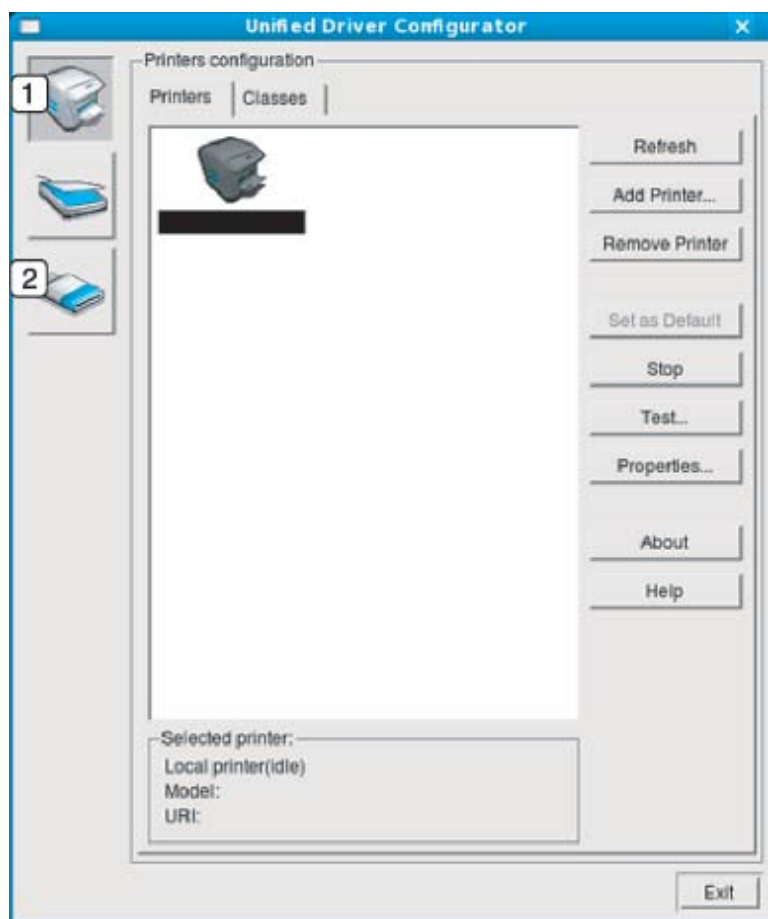 Unified Driver Configurator
Printers configuration
1
Printers
Classes
Refresh
Add Printer...
Remove Printer
2
Set as Default
Stop
Test...
Properties...
About
Help
Selected printer:
Local printer(idle)
Model:
URI:
Exit